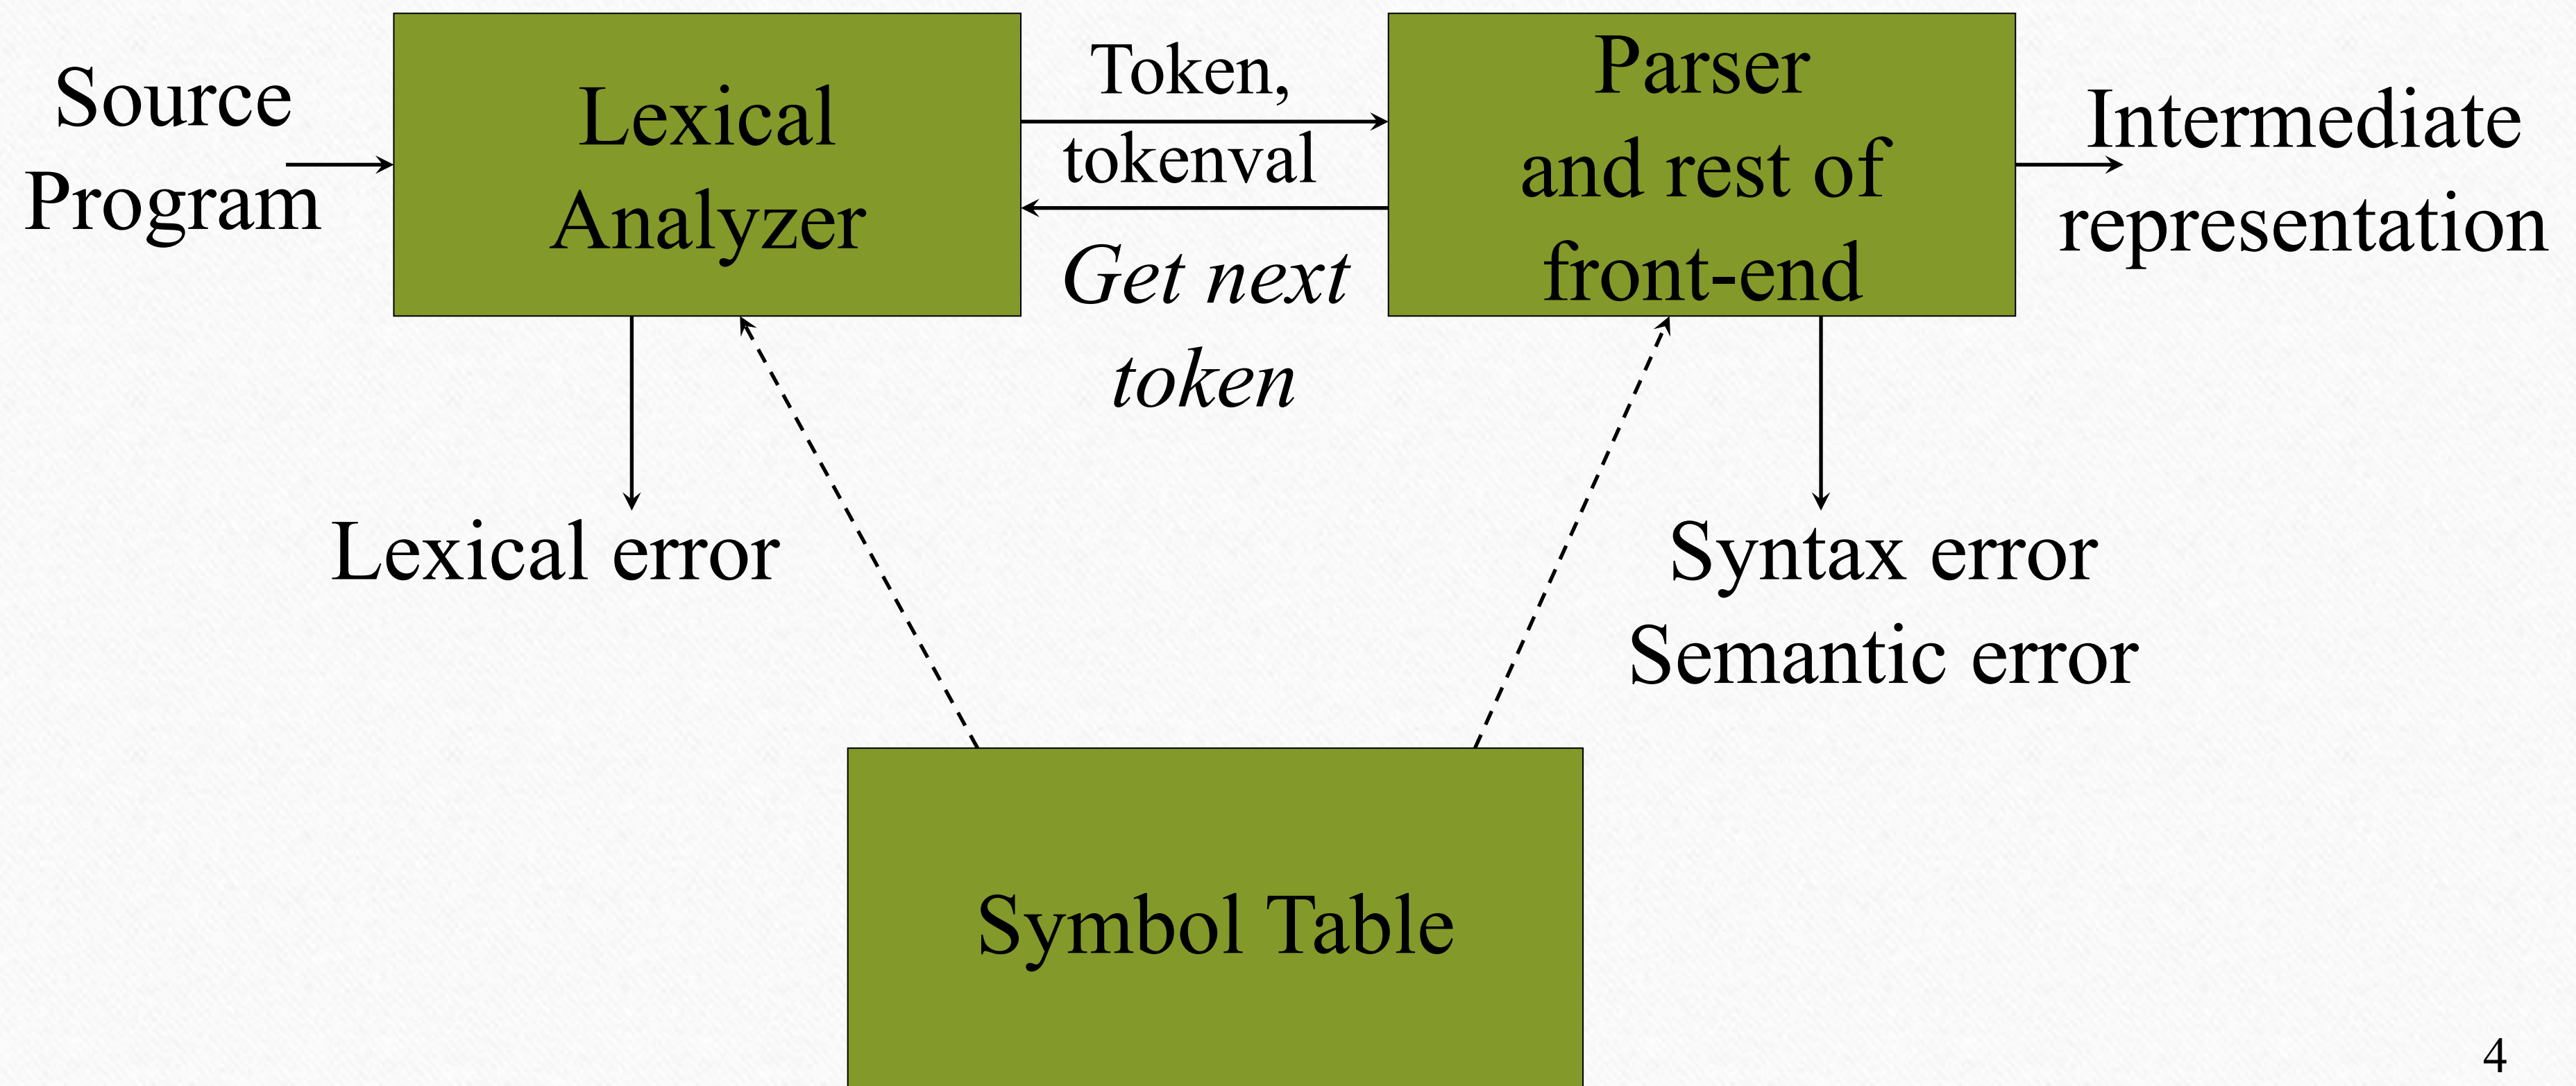 Source
Program
Lexical
Analyzer
Token,
tokenval
Get next
token
Parser
and rest of
front-end
Intermediate
representation
Lexical error
Syntax error
Semantic error
Symbol Table
4